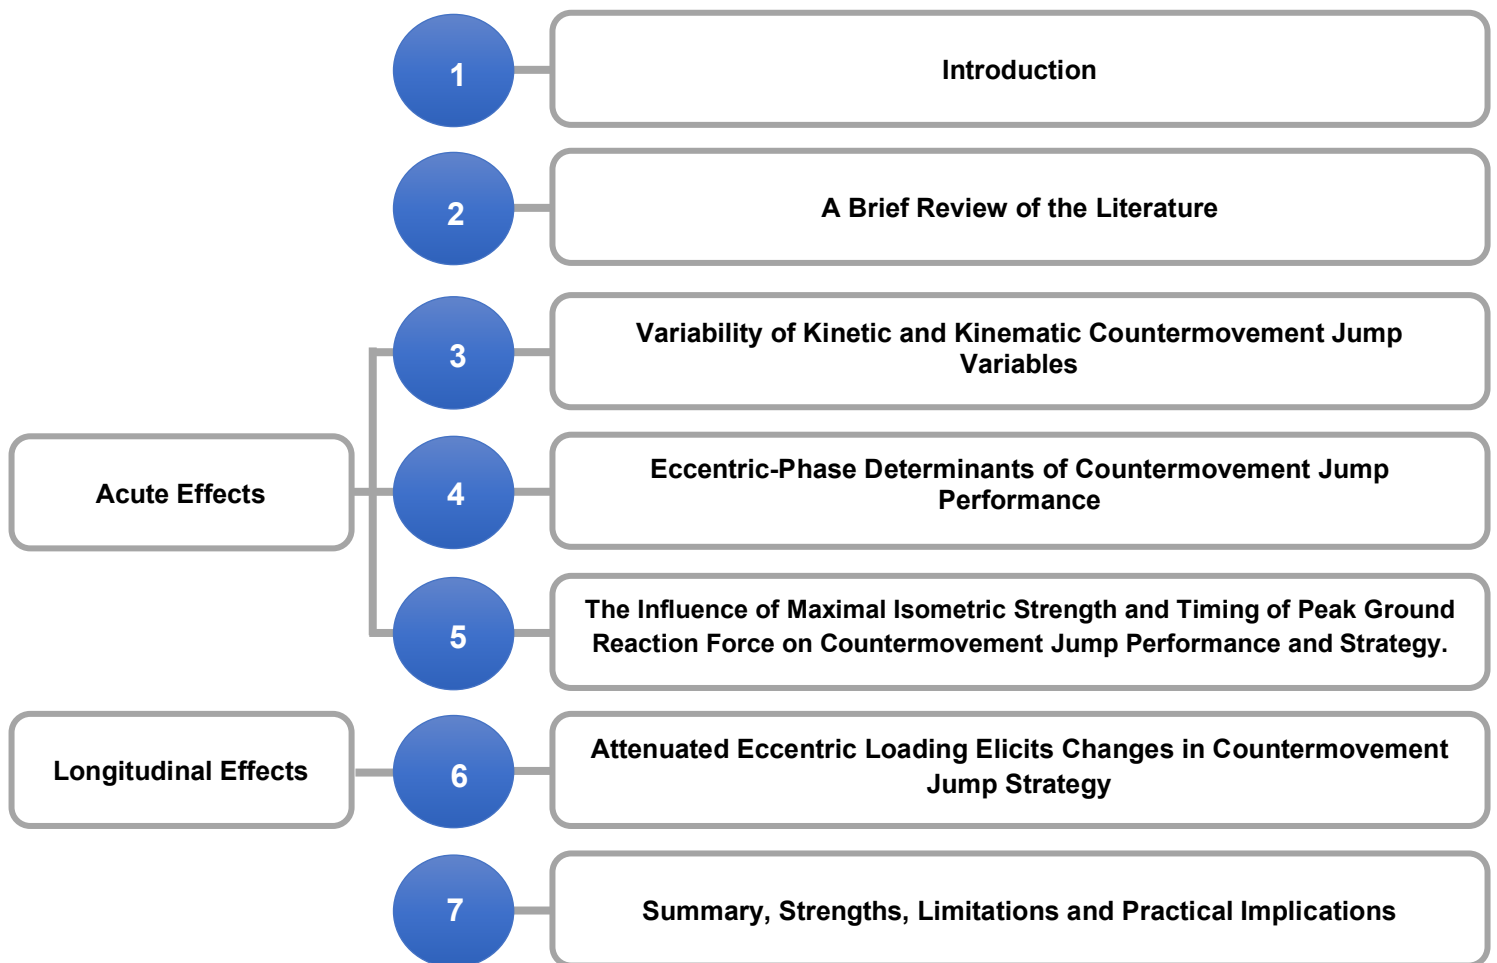 1
Introduction
2
A Brief Review of the Literature
3
Variability of Kinetic and Kinematic Countermovement Jump
Variables
Acute Effects
4
Eccentric-Phase Determinants of Countermovement Jump
Performance
5
The Influence of Maximal Isometric Strength and Timing of Peak Ground
Reaction Force on Countermovement Jump Performance and Strategy.
Longitudinal Effects
6
Attenuated Eccentric Loading Elicits Changes in Countermovement
Jump Strategy
7
Summary, Strengths, Limitations and Practical Implications